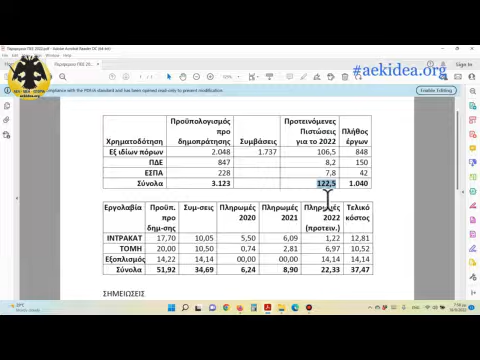 #aekidea.org
Enable Editing
Χρηματοδότηση Προϋπολογισμός προ δημοπράτησης Συμβάσεις Προτεινόμενες Πιστώσεις για το 2022 Πλήθος έργων
Εξ ιδίων πόρων 2.048 1.737 106,5 848
ΠΔΕ 847 8,2 150
ΕΣΠΑ 228 7,8 42
Σύνολα 3.123 122,5 1.040
Εργολαβία Προϋπ. προ δημ-σης Συμ-σεις Πληρωμές 2020 Πληρωμές 2021 Πληρωμές 2022 (προτειν.) Τελικό κόστος
ΙΝΤΡΑΚΑΤ 17,70 10,05 5,50 6,09 1,22 12,81
ΤΟΜΗ 20,00 10,50 0,74 2,81 6,97 10,52
Εξοπλισμός 14,22 14,14 00,00 00,00 14,14 14,14
Σύνολα 51,92 34,69 6,24 8,90 22,33 37,47
ΣΗΜΕΙΩΣΕΙΣ